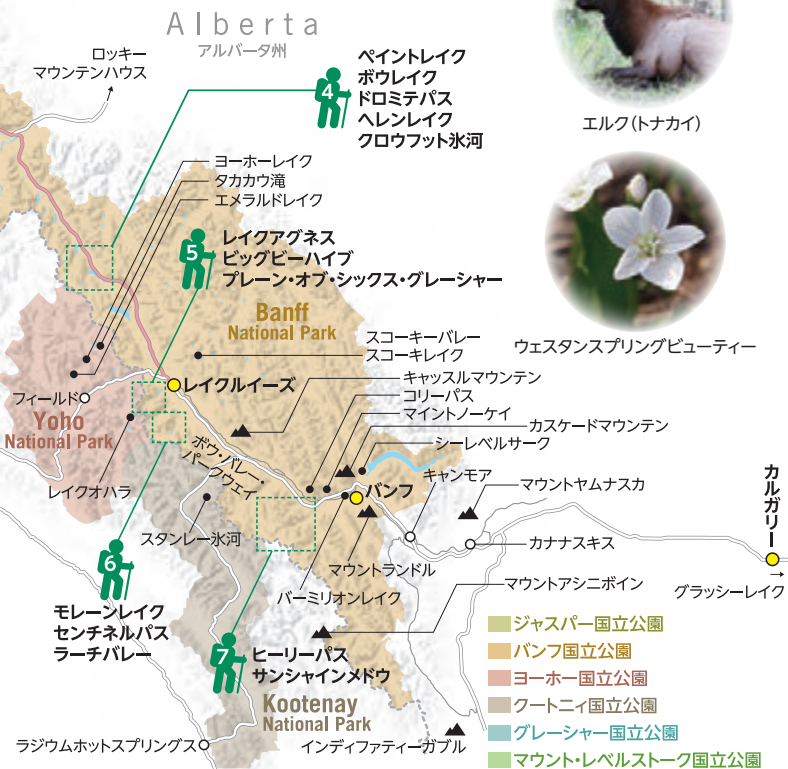 Alberta
アルバータ州
ロッキー
マウンテンハウス
4
ペイントレイク
ボウレイク
ドロミテパス
ヘレンレイク
クロウフット氷河
エルク(トナカイ)
ヨーホーレイク
タカカウ滝
エメラルドレイク
5
レイクアグネス
ビッグビーハイブ
プレーン・オブ・シックス・グレーシャー
ウェスタンスプリングビューティー
Banff
National Park
スコーキーバレー
スコーキレイク
レイクルイーズ
キャッスルマウンテン
コリーパス
マイントノーケイ
カスケードマウンテン
シーレベルサーク
フィールド
Yoho
National Park
ボウ・バレー・
パークウェイ
レイクオハラ
バンフ
キャンモア
マウントヤムナスカ
カルガリー
スタンレー氷河
カナナスキス
マウントランドル
バーミリオンレイク
マウントアシニボイン
グラッシーレイク
6
モレーンレイク
センチネルパス
ラーチバレー
7
ヒーリーパス
サンシャインメドウ
Kootenay
National Park
ラジウムホットスプリングス
インディファティーガブル
ジャスパー国立公園
バンフ国立公園
ヨーホー国立公園
クートニィ国立公園
グレーシャー国立公園
マウント・レベルストーク国立公園